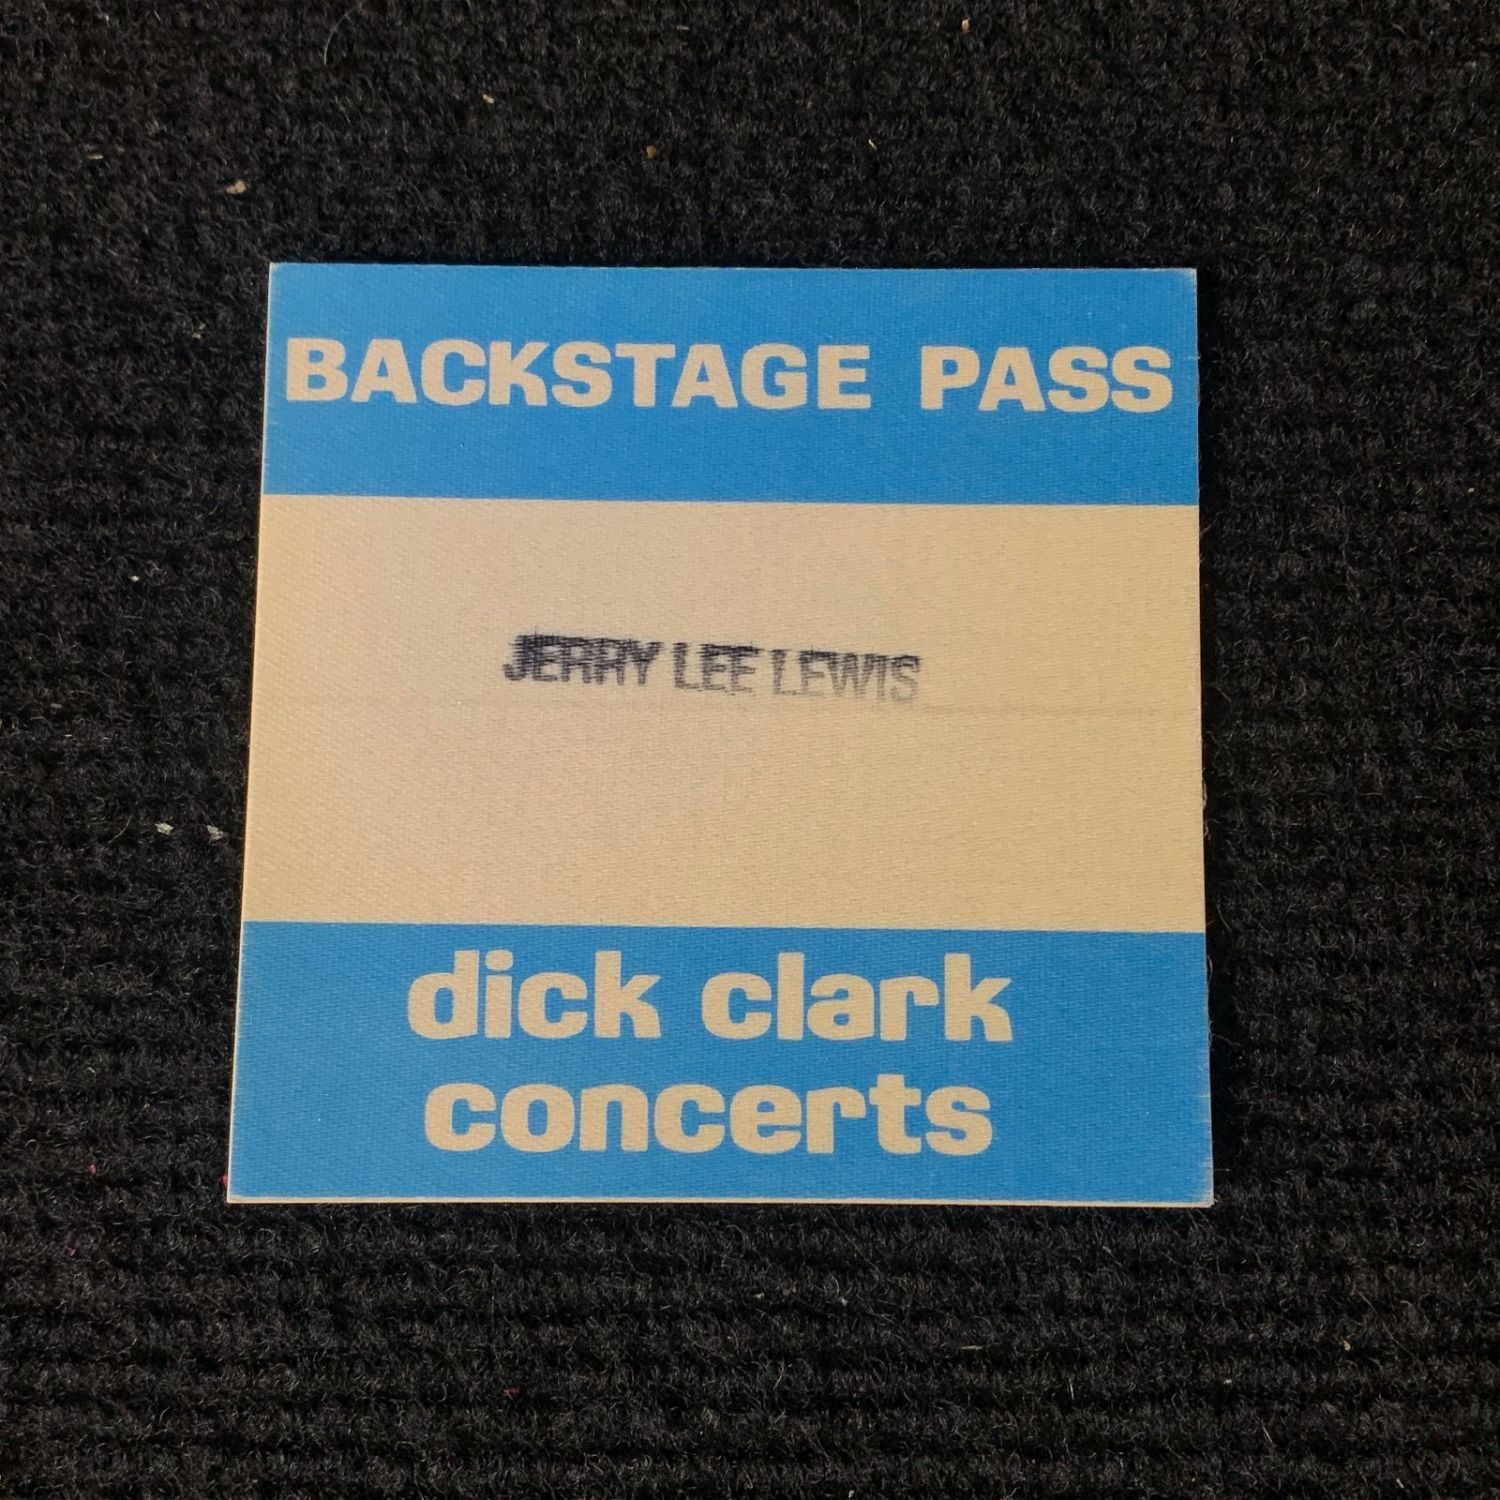 BACKSTAGE PASS
JERRY LEE LEWIS
dick clark
concerts